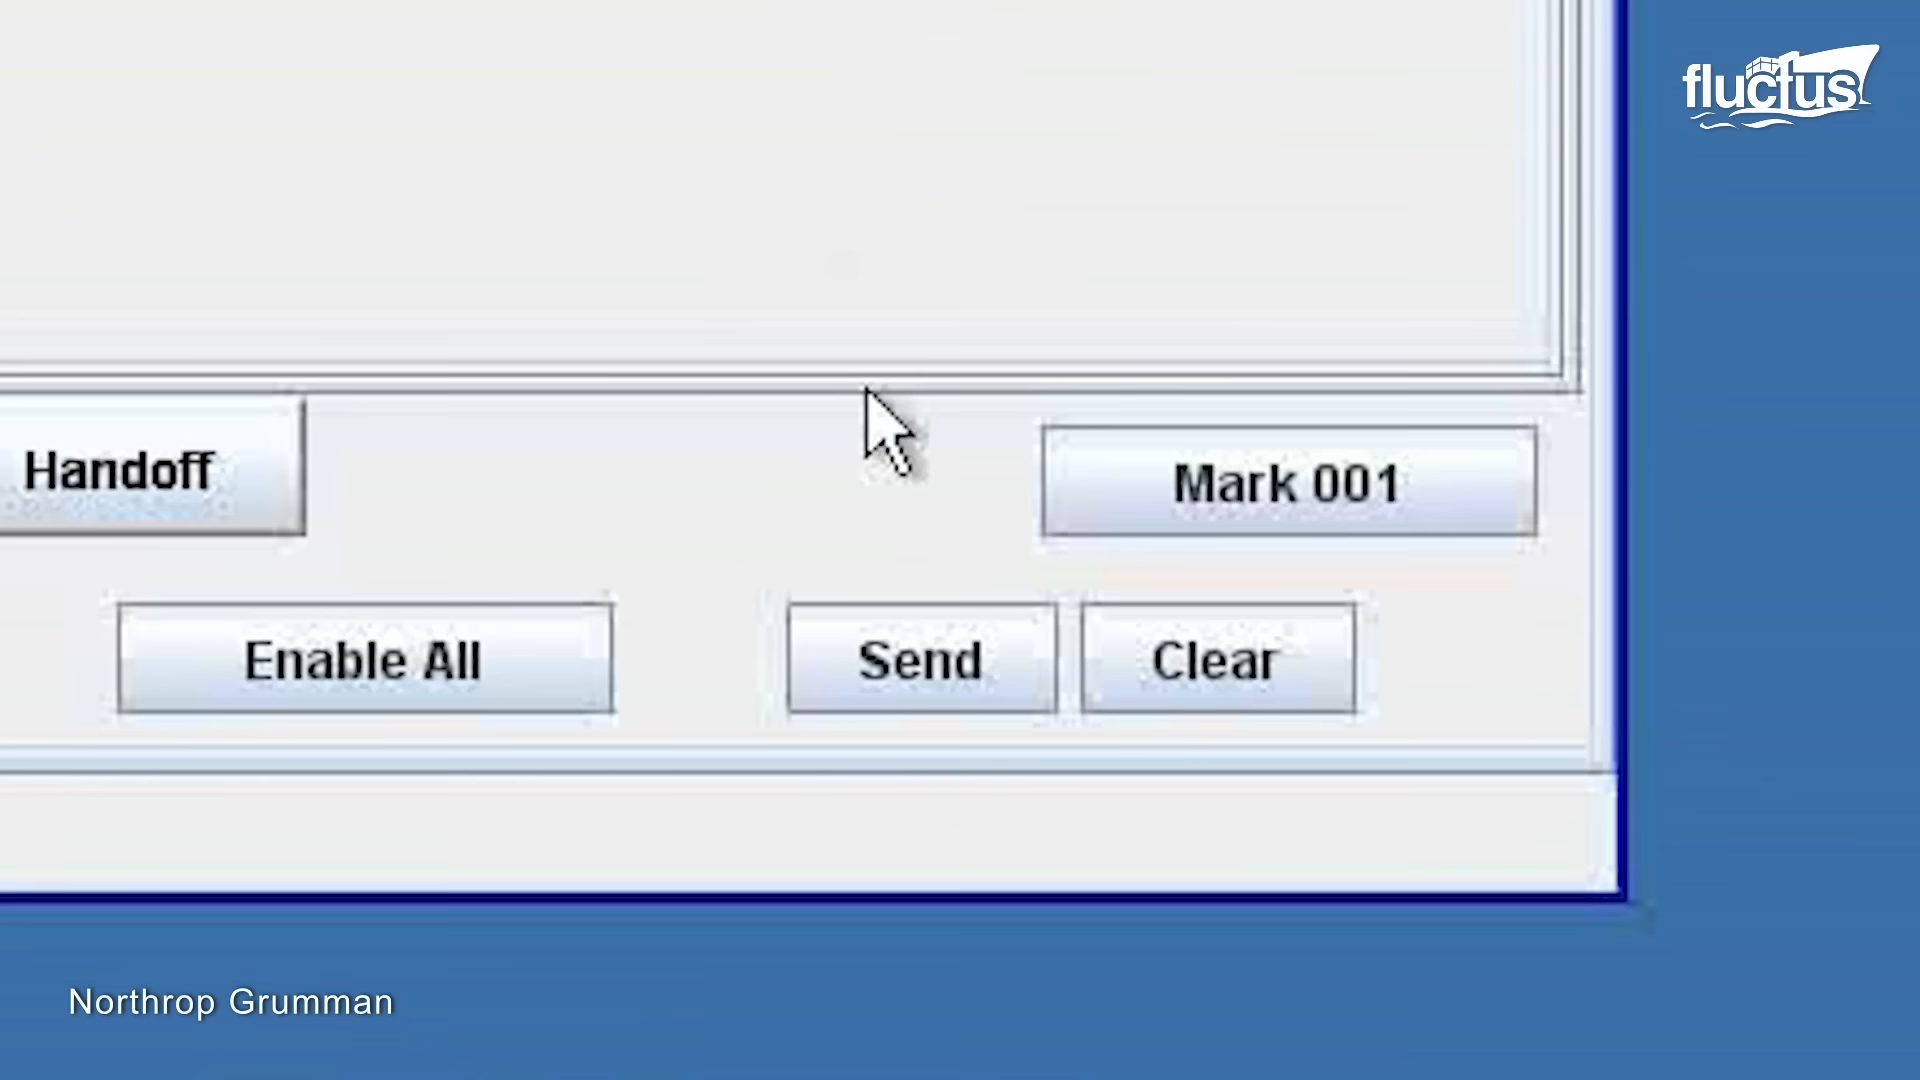 fluctus
Handoff
Mark 001
Enable All
Send
Clear
Northrop Grumman